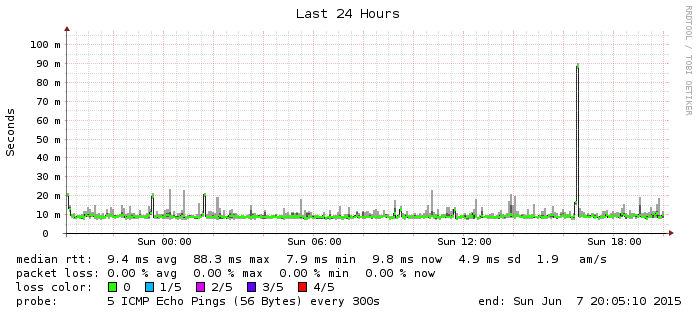 Last 24 Hours
RRDTOOL / TOBI OETIKER
Seconds
100 m
90 m
80 m
70 m
60 m
50 m
40 m
30 m
20 m
10 m
0
Sun 00:00 Sun 06:00 Sun 12:00 Sun 18:00
median rtt: 9.4 ms avg 88.3 ms max 7.9 ms min 9.8 ms now 4.9 ms sd 1.9 am/s
packet loss: 0.00 % avg 0.00 % max 0.00 % min 0.00 % now
loss color: 0 1/5 2/5 3/5 4/5
probe: 5 ICMP Echo Pings (56 Bytes) every 300s end: Sun Jun 7 20:05:10 2015